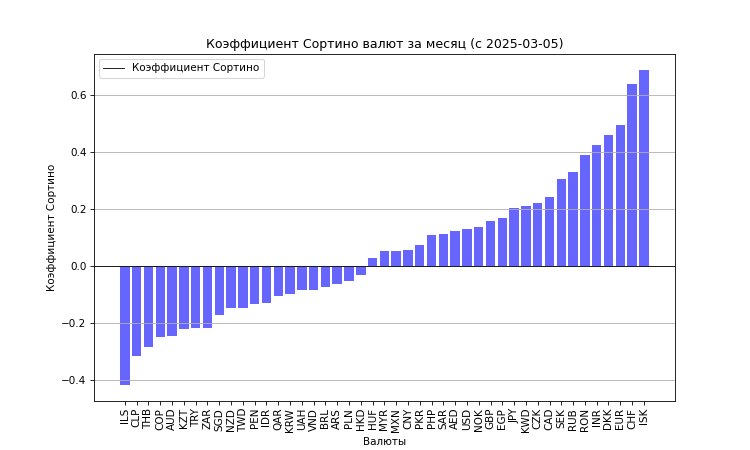 Коэффициент Сортино валют за месяц (с 2025-03-05)
Коэффициент Сортино
Коэффициент Сортино
0.6
0.4
0.2
0.0
−0.2
−0.4
ILS CLP THB COP AUD KZT TRY ZAR SGD NZD TWD PEN IDR QAR KRW UAH VND BRL ARS PLN HKD HUF MYR MXN CNY PKR PHP SAR AED USD NOK GBP EGP JPY KWD CZK CAD SEK RUB RON INR DKK EUR CHF ISK
Валюты